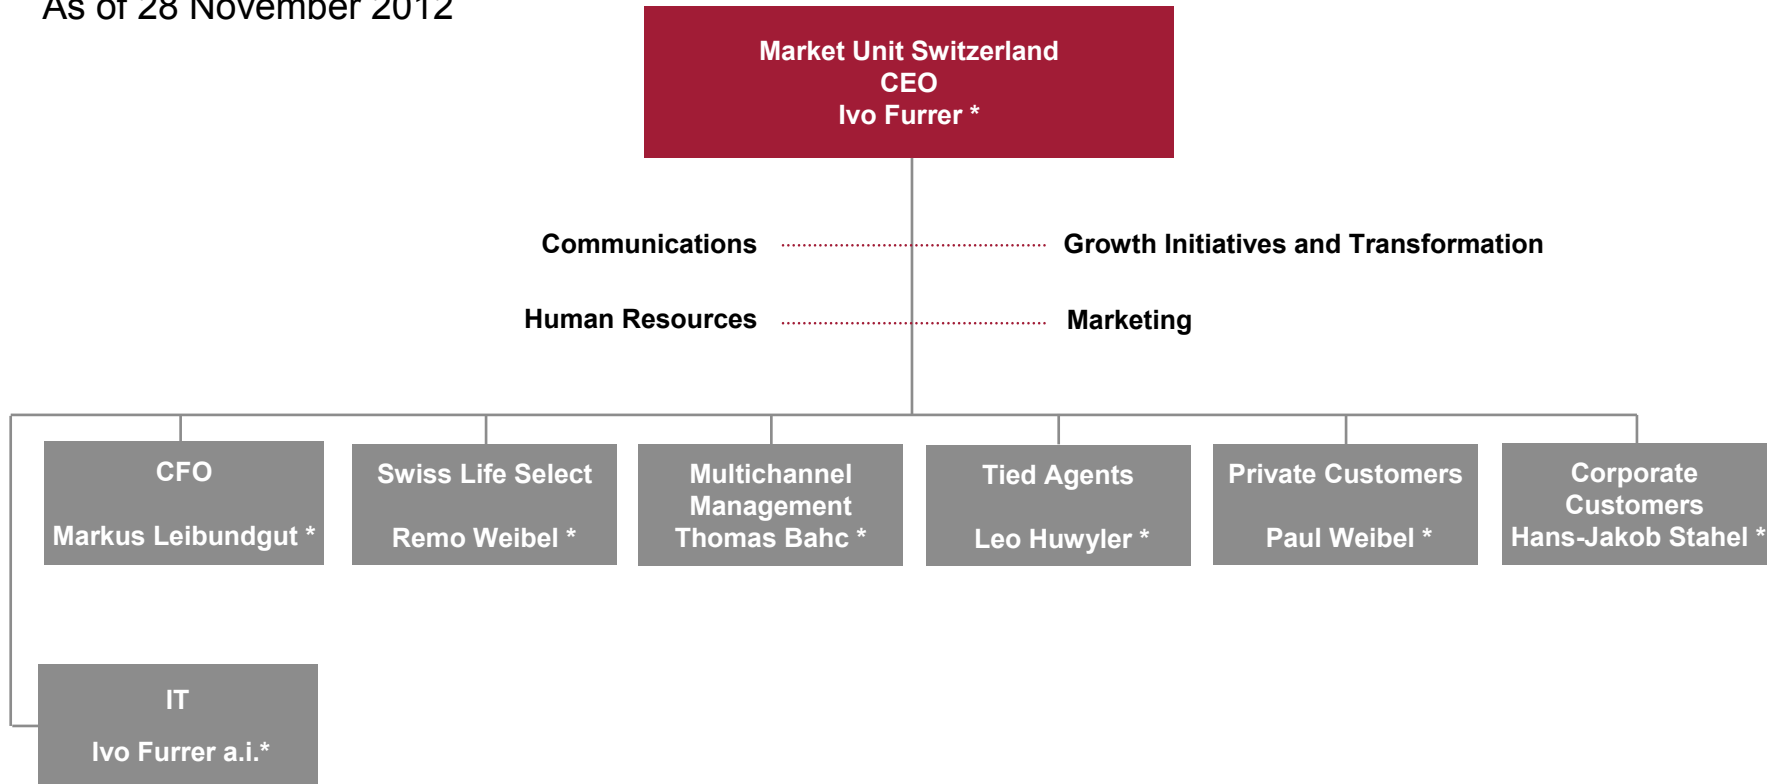 As of 28 November 2012
Market Unit Switzerland
CEO
Ivo Furrer *
Communications
Growth Initiatives and Transformation
Human Resources
Marketing
CFO
Markus Leibundgut *
Swiss Life Select
Remo Weibel *
Multichannel
Management
Thomas Bahc *
Tied Agents
Leo Huwyler *
Private Customers
Paul Weibel *
Corporate
Customers
Hans-Jakob Stahel *
IT
Ivo Furrer a.i.*